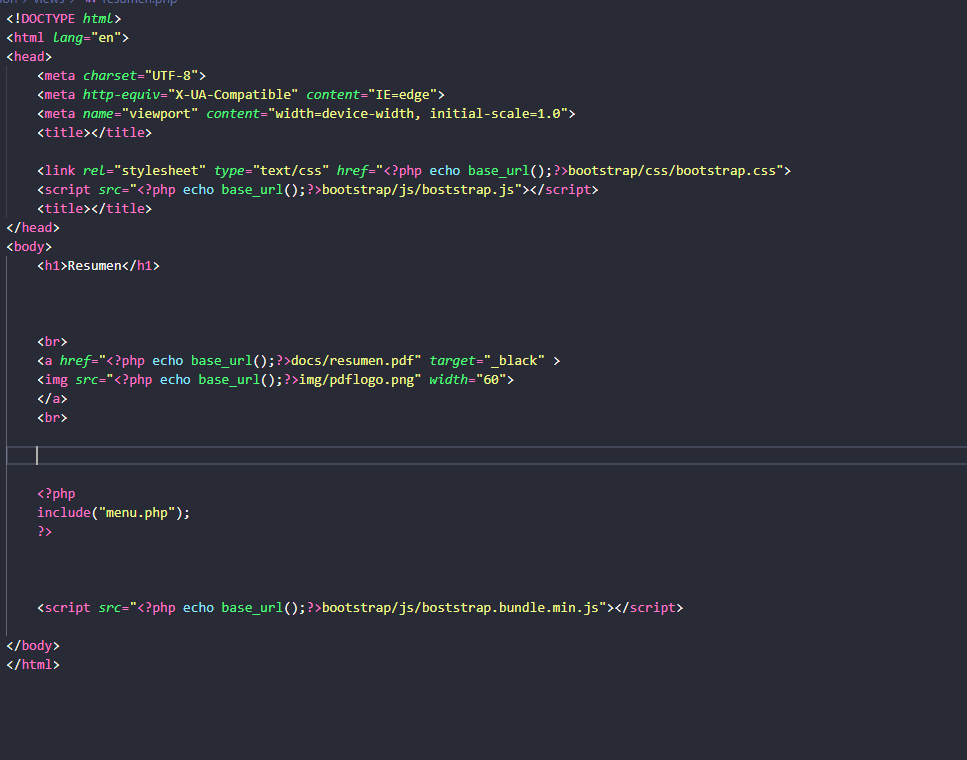 views > resumen.php
<!DOCTYPE html>
<html lang="en">
<head>
<meta charset="UTF-8">
<meta http-equiv="X-UA-Compatible" content="IE=edge">
<meta name="viewport" content="width=device-width, initial-scale=1.0">
<title></title>
<link rel="stylesheet" type="text/css" href="<?php echo base_url();?>bootstrap/css/bootstrap.css">
<script src="<?php echo base_url();?>bootstrap/js/boststrap.js"></script>
<title></title>
</head>
<body>
<h1>Resumen</h1>
<br>
<a href="<?php echo base_url();?>docs/resumen.pdf" target="_black" >
<img src="<?php echo base_url();?>img/pdflogo.png" width="60">
</a>
<br>
<?php
include("menu.php");
?>
<script src="<?php echo base_url();?>bootstrap/js/boststrap.bundle.min.js"></script>
</body>
</html>